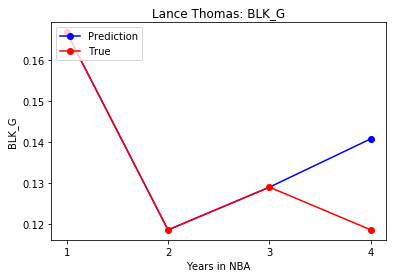 Lance Thomas: BLK_G
Prediction
True
0.16
0.15
0.14
0.13
0.12
BLK_G
1 2 3 4
Years in NBA